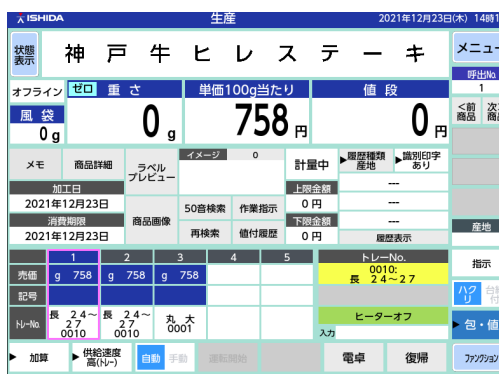 ISHIDA 生産 2021年12月23日(木) 14時1
状態表示
神戸牛ヒレステーキ
メニュー
呼出No.
1
オフライン ゼロ 重さ 単価100g当たり 値段
<前商品 次
商品
風袋
0 g
0 g 758 円 0 円
メモ 商品詳細 ラベルプレビュー イメージ 0 計量中 ▶履歴種類 産地 ▶識別印字 あり
加工日 上限金額 ---
2021年12月23日 商品画像 50音検索 作業指示 0 円 ---
消費期限 下限金額 ---
2021年12月23日 再検索 値付履歴 0 円 履歴表示
産地
1 2 3 4 5 トレーNo.
売価 g 758 g 758 g 758 0010:
長 24〜27
指示
記号
トレーNo. 長 24〜27 0010 長 24〜27 0010 丸 大 0001 ヒーターオフ
入力
ハクリ 台紙付
▶ 包・値
▶ 加算 ▶ 供給速度 高(トレー) 自動 手動 運転開始 電卓 復帰 ファンクション